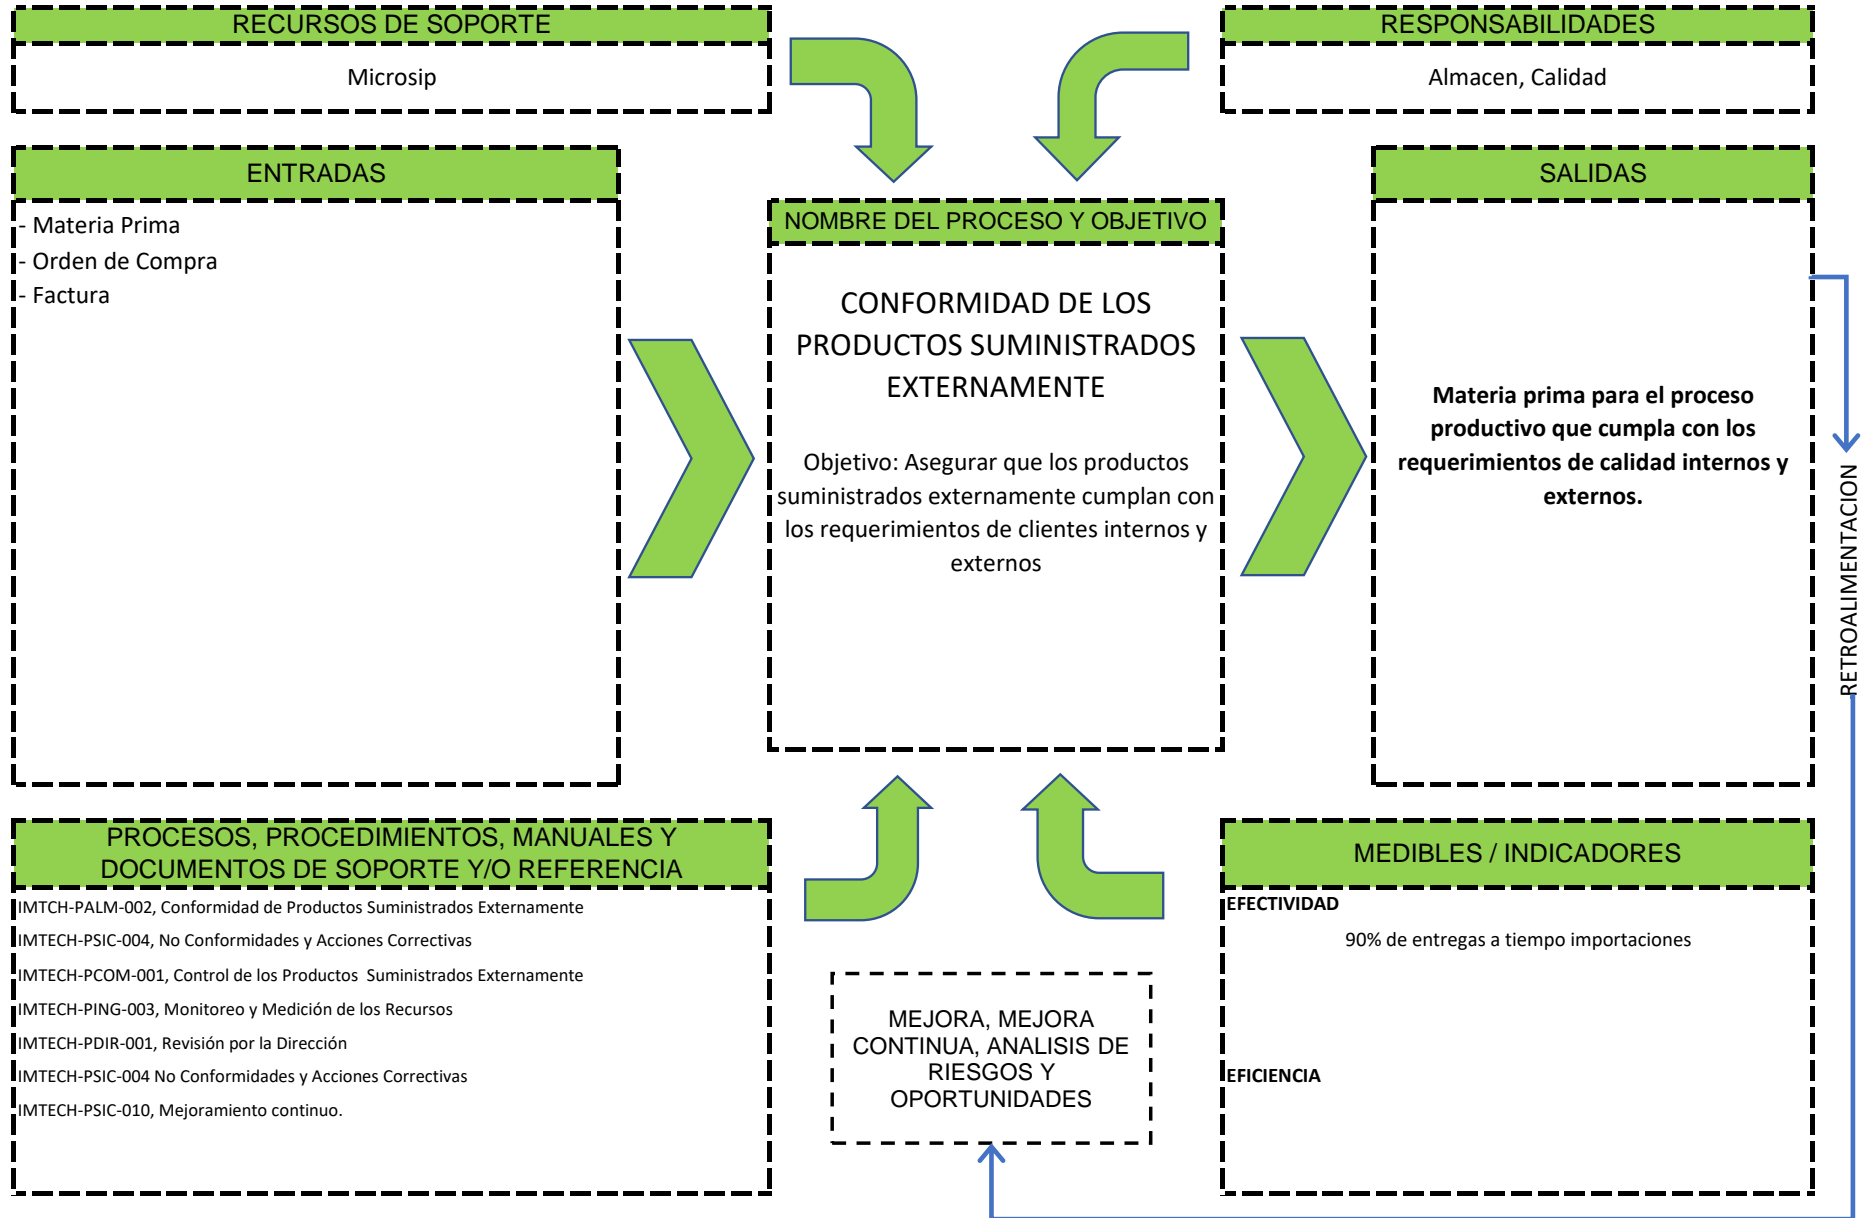 RECURSOS DE SOPORTE
Microsip
RESPONSABILIDADES
Almacen, Calidad
ENTRADAS
- Materia Prima
- Orden de Compra
- Factura
NOMBRE DEL PROCESO Y OBJETIVO
CONFORMIDAD DE LOS
PRODUCTOS SUMINISTRADOS
EXTERNAMENTE
Objetivo: Asegurar que los productos
suministrados externamente cumplan con
los requerimientos de clientes internos y
externos
SALIDAS
Materia prima para el proceso
productivo que cumpla con los
requerimientos de calidad internos y
externos.
RETROALIMENTACION
PROCESOS, PROCEDIMIENTOS, MANUALES Y
DOCUMENTOS DE SOPORTE Y/O REFERENCIA
IMTCH-PALM-002, Conformidad de Productos Suministrados Externamente
IMTECH-PSIC-004, No Conformidades y Acciones Correctivas
IMTECH-PCOM-001, Control de los Productos  Suministrados Externamente
IMTECH-PING-003, Monitoreo y Medición de los Recursos
IMTECH-PDIR-001, Revisión por la Dirección
IMTECH-PSIC-004 No Conformidades y Acciones Correctivas
IMTECH-PSIC-010, Mejoramiento continuo.
MEJORA, MEJORA
CONTINUA, ANALISIS DE
RIESGOS Y
OPORTUNIDADES
MEDIBLES / INDICADORES
EFECTIVIDAD
90% de entregas a tiempo importaciones
EFICIENCIA